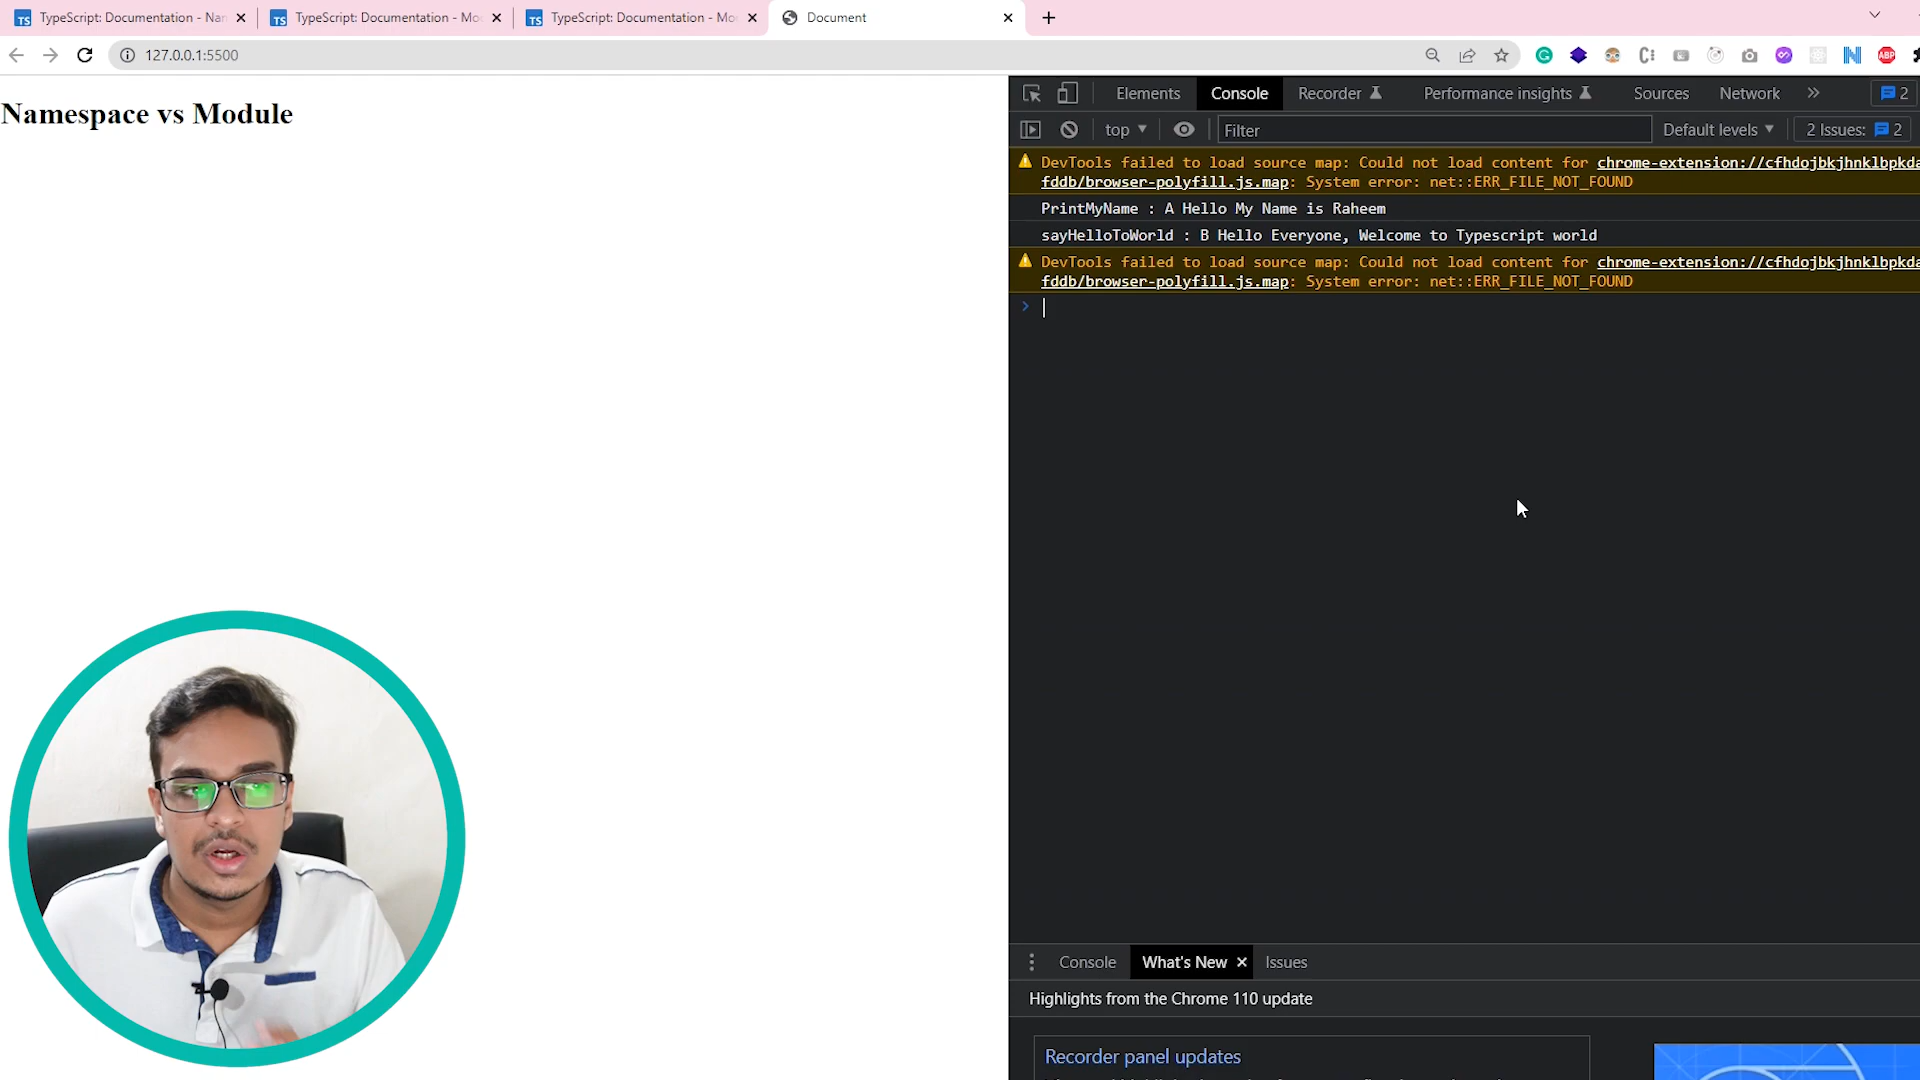 TypeScript: Documentation - Nar
TypeScript: Documentation - Mo
TypeScript: Documentation - Mo
Document
127.0.0.1:5500
Namespace vs Module
Elements Console Recorder Performance insights Sources Network 2
top Filter Default levels 2 Issues: 2
DevTools failed to load source map: Could not load content for chrome-extension://cfhdojbkjhnklbpkda
fddb/browser-polyfill.js.map: System error: net::ERR_FILE_NOT_FOUND
PrintMyName : A Hello My Name is Raheem
sayHelloToWorld : B Hello Everyone, Welcome to Typescript world
DevTools failed to load source map: Could not load content for chrome-extension://cfhdojbkjhnklbpkda
fddb/browser-polyfill.js.map: System error: net::ERR_FILE_NOT_FOUND
Console What's New Issues
Highlights from the Chrome 110 update
Recorder panel updates